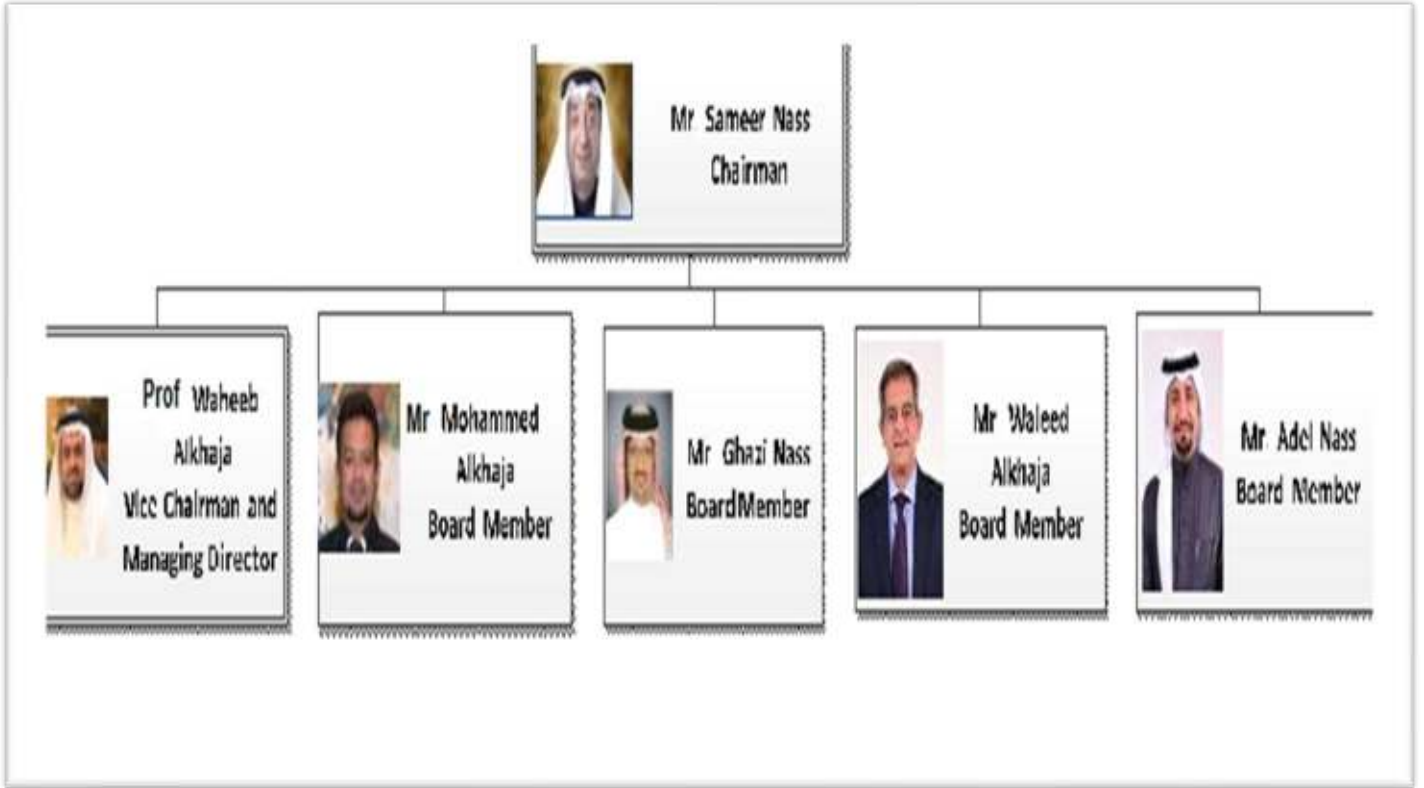 Mr Sameer Nass
Chairman
Prof Waheeb
Alkhaja
Vice Chairman and
Managing Director
Mr Mohammed
Alkhaja
Board Member
Mr Ghazi Nass
BoardMember
Mr Waleed
Alkhaja
Board Member
Mr Adel Nass
Board Member